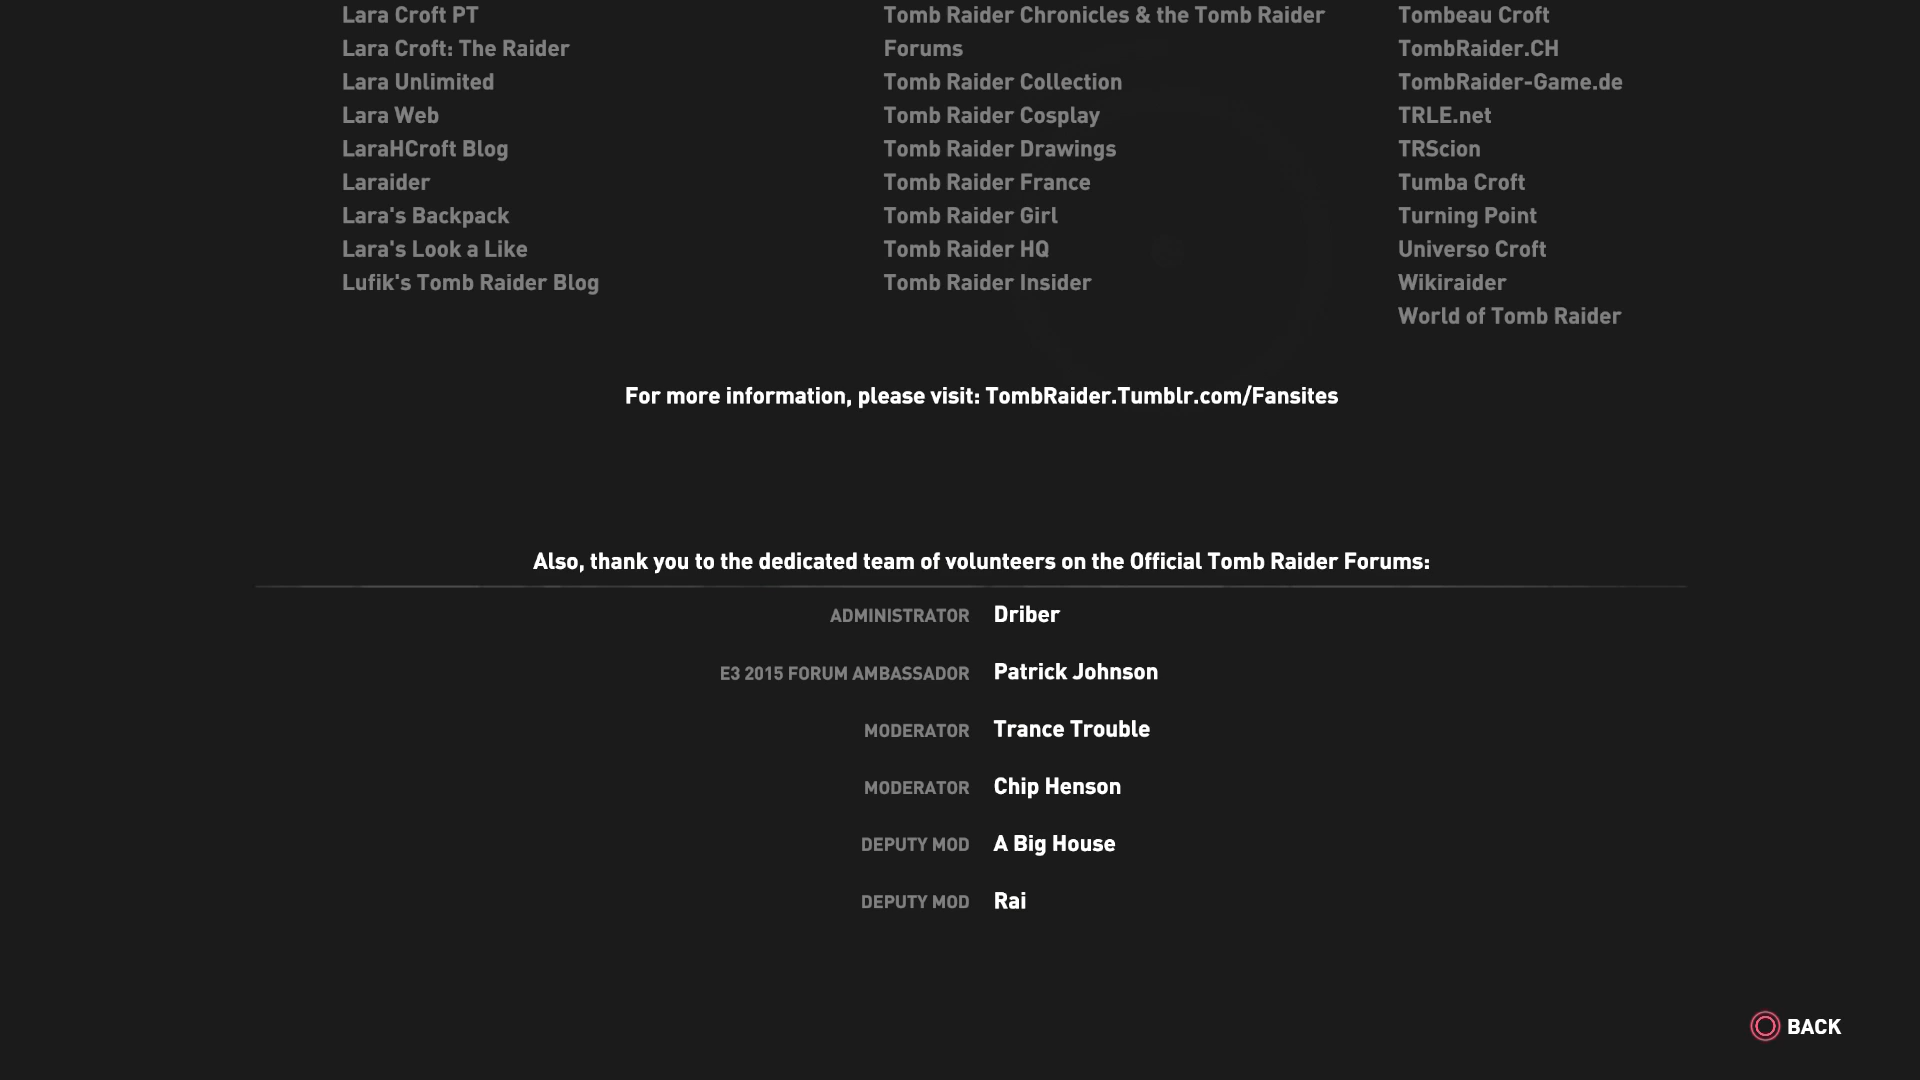 Lara Croft PT
Lara Croft: The Raider
Lara Unlimited
Lara Web
LaraHCroft Blog
Laraider
Lara's Backpack
Lara's Look a Like
Lufik's Tomb Raider Blog
Tomb Raider Chronicles & the Tomb Raider
Forums
Tomb Raider Collection
Tomb Raider Cosplay
Tomb Raider Drawings
Tomb Raider France
Tomb Raider Girl
Tomb Raider HQ
Tomb Raider Insider
Tombeau Croft
TombRaider.CH
TombRaider-Game.de
TRLE.net
TRScion
Tumba Croft
Turning Point
Universo Croft
Wikiraider
World of Tomb Raider
For more information, please visit: TombRaider.Tumblr.com/Fansites
Also, thank you to the dedicated team of volunteers on the Official Tomb Raider Forums:
ADMINISTRATOR Driber
E3 2015 FORUM AMBASSADOR Patrick Johnson
MODERATOR Trance Trouble
MODERATOR Chip Henson
DEPUTY MOD A Big House
DEPUTY MOD Rai
BACK